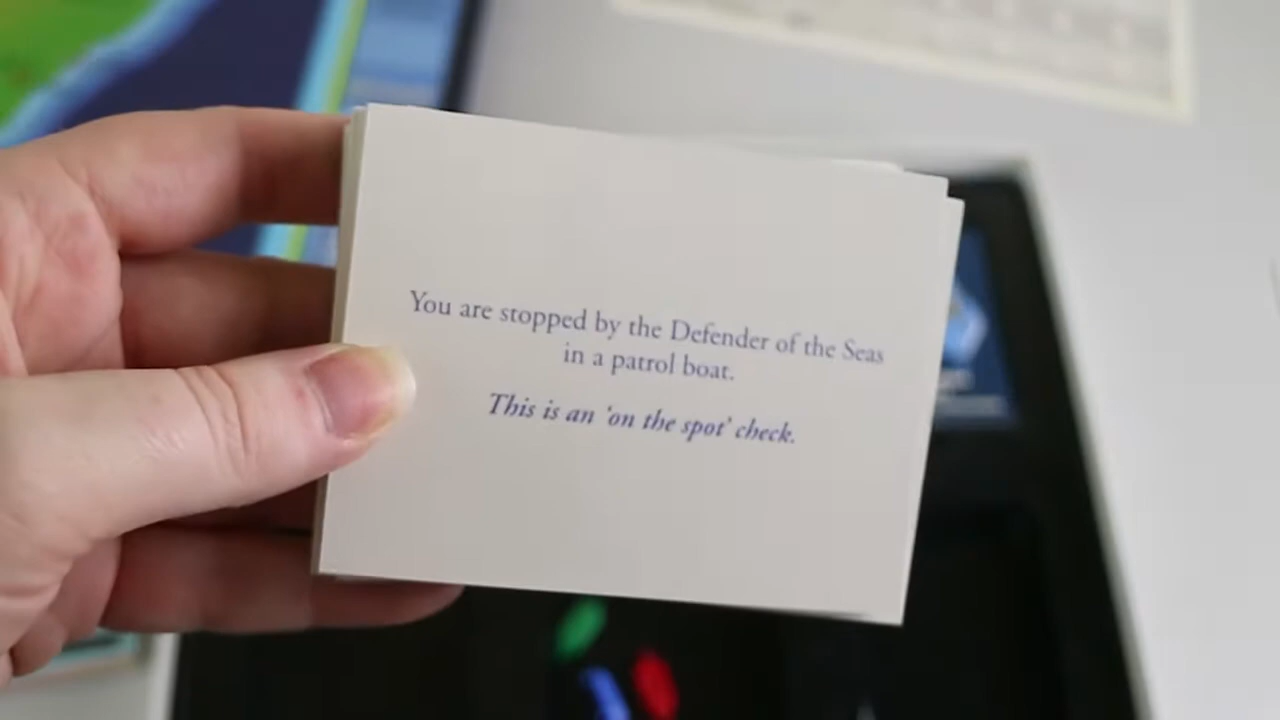 You are stopped by the Defender of the Seas
in a patrol boat.
This is an 'on the spot' check.